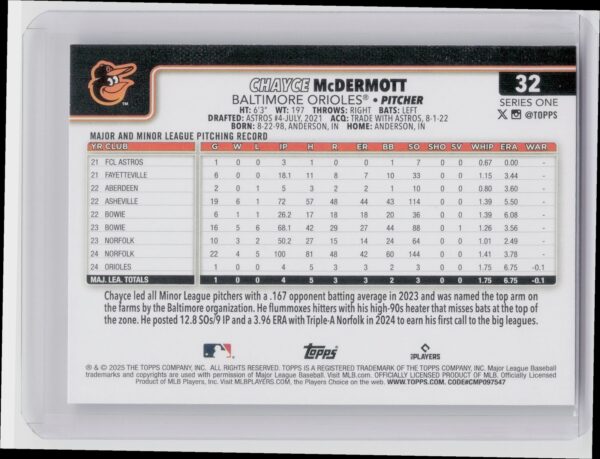 32
SERIES ONE
X @TOPPS
CHAYCE McDERMOTT
BALTIMORE ORIOLES® • PITCHER
HT: 6'3" WT: 197 THROWS: RIGHT BATS: LEFT
DRAFTED: ASTROS #4-JULY, 2021 ACQ: TRADE WITH ASTROS, 8-1-22
BORN: 8-22-98, ANDERSON, IN HOME: ANDERSON, IN
MAJOR AND MINOR LEAGUE PITCHING RECORD
YR CLUB G W L IP H R ER BB SO SHO SV WHIP ERA WAR
21 FCL ASTROS 1 0 0 3 1 0 0 1 7 0 0 0.67 0.00 -
21 FAYETTEVILLE 6 0 0 18.1 11 8 7 10 33 0 0 1.15 3.44 -
22 ABERDEEN 2 0 1 5 3 2 2 1 10 0 0 0.80 3.60 -
22 ASHEVILLE 19 6 1 72 57 48 44 43 114 0 0 1.39 5.50 -
22 BOWIE 6 1 1 26.2 17 18 18 20 36 0 0 1.39 6.08 -
23 BOWIE 16 5 6 68.1 42 29 27 44 88 0 1 1.26 3.56 -
23 NORFOLK 10 3 2 50.2 27 15 14 24 64 0 0 1.01 2.49 -
24 NORFOLK 22 4 5 100 81 48 42 60 144 0 0 1.41 3.78 -
24 ORIOLES 1 0 0 4 5 3 3 2 3 0 0 1.75 6.75 -0.1
MAJ. LEA. TOTALS 1 0 0 4 5 3 3 2 3 0 0 1.75 6.75 -0.1
Chayce led all Minor League pitchers with a .167 opponent batting average in 2023 and was named the top arm on
the farms by the Baltimore organization. He flummoxes hitters with his high-90s heater that misses bats at the top of
the zone. He posted 12.8 SOs/9 IP and a 3.96 ERA with Triple-A Norfolk in 2024 to earn his first call to the big leagues.
Topps
PLAYERS
® & © 2025 THE TOPPS COMPANY, INC. ALL RIGHTS RESERVED. TOPPS IS A REGISTERED TRADEMARK OF THE TOPPS COMPANY, INC. Major League Baseball
trademarks and copyrights are used with permission of Major League Baseball. Visit MLB.com. OFFICIALLY LICENSED PRODUCT OF MLB PLAYERS, INC. Officially Licensed
Product of MLB Players, Inc. Visit MLBPLAYERS.COM, the Players Choice on the web. WWW.TOPPS.COM. CODE#CMP097547